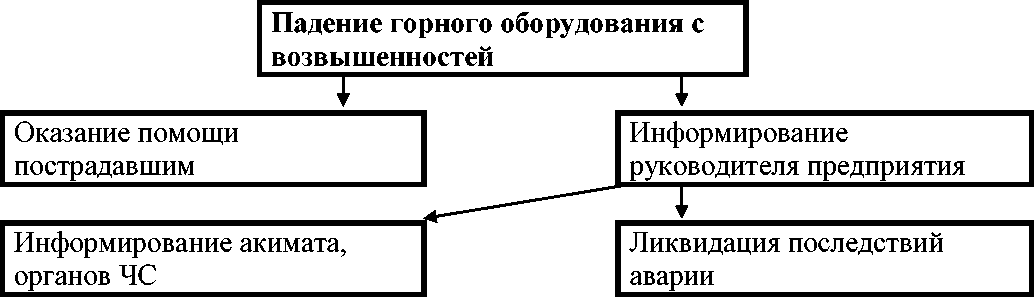 Падение горного оборудования с
возвышенностей
Оказание помощи
пострадавшим
Информирование
руководителя предприятия
Информирование акимата,
органов ЧС
Ликвидация последствий
аварии